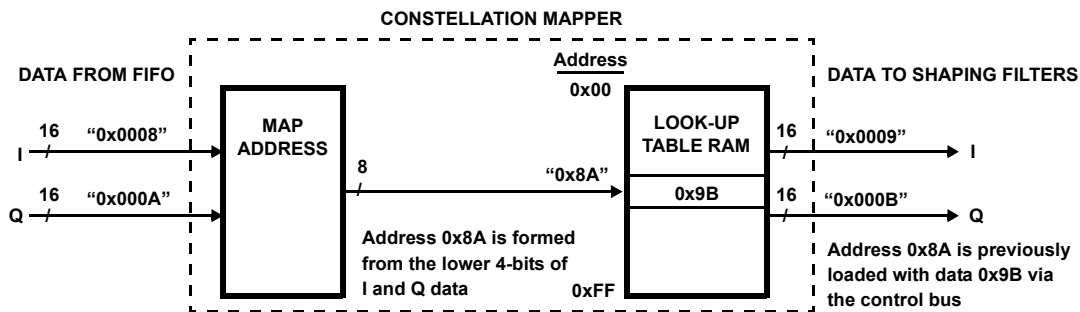 CONSTELLATION MAPPER
DATA FROM FIFO
Address
0x00
DATA TO SHAPING FILTERS
MAP
ADDRESS
LOOK-UP
TABLE RAM
16
“0x0008”
I
16
“0x000A”
Q
8
“0x8A”
0x9B
16
“0x0009”
I
16
“0x000B”
Q
Address 0x8A is formed
from the lower 4-bits of
I and Q data
0xFF
Address 0x8A is previously
loaded with data 0x9B via
the control bus